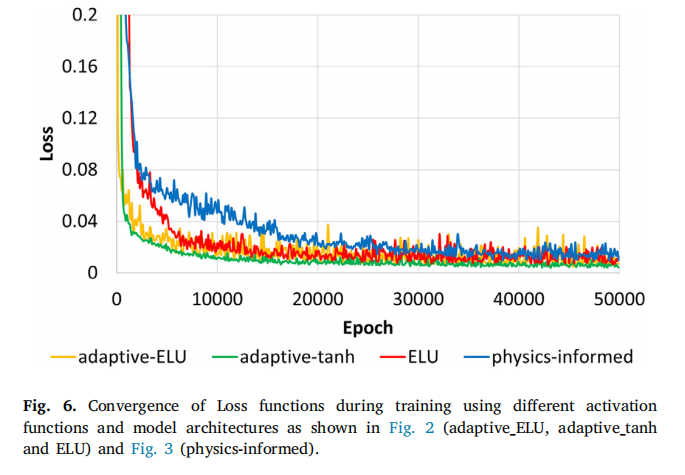 0.2
0.16
0.12
0.08
0.04
0
Loss
0 10000 20000 30000 40000 50000
Epoch
adaptive-ELU adaptive-tanh ELU physics-informed
Fig. 6. Convergence of Loss functions during training using different activation
functions and model architectures as shown in Fig. 2 (adaptive_ELU, adaptive_tanh
and ELU) and Fig. 3 (physics-informed).